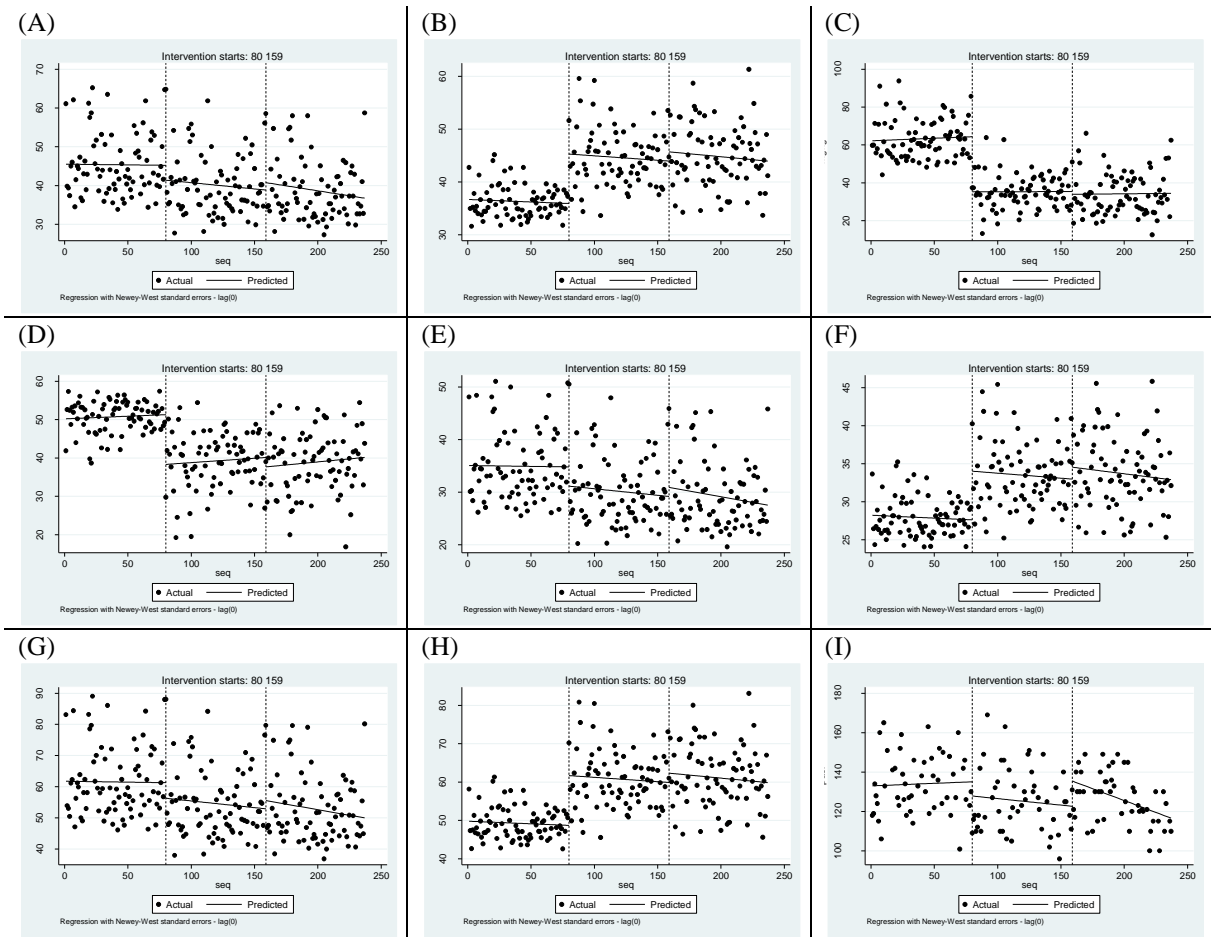 (A)
Intervention starts: 80 159
70
60
50
40
30
0 50 100 150 200 250
seq
Actual Predicted
Regression with Newey-West standard errors - lag(0)
(B)
Intervention starts: 80 159
60
50
40
30
0 50 100 150 200 250
seq
Actual Predicted
Regression with Newey-West standard errors - lag(0)
(C)
Intervention starts: 80 159
100
80
60
40
20
0 50 100 150 200 250
seq
Actual Predicted
Regression with Newey-West standard errors - lag(0)
(D)
Intervention starts: 80 159
60
50
40
30
20
0 50 100 150 200 250
seq
Actual Predicted
Regression with Newey-West standard errors - lag(0)
(E)
Intervention starts: 80 159
50
40
30
20
0 50 100 150 200 250
seq
Actual Predicted
Regression with Newey-West standard errors - lag(0)
(F)
Intervention starts: 80 159
45
40
35
30
25
0 50 100 150 200 250
seq
Actual Predicted
Regression with Newey-West standard errors - lag(0)
(G)
Intervention starts: 80 159
90
80
70
60
50
40
0 50 100 150 200 250
seq
Actual Predicted
Regression with Newey-West standard errors - lag(0)
(H)
Intervention starts: 80 159
80
70
60
50
40
0 50 100 150 200 250
seq
Actual Predicted
Regression with Newey-West standard errors - lag(0)
(I)
Intervention starts: 80 159
180
160
140
120
100
0 50 100 150 200 250
seq
Actual Predicted
Regression with Newey-West standard errors - lag(0)